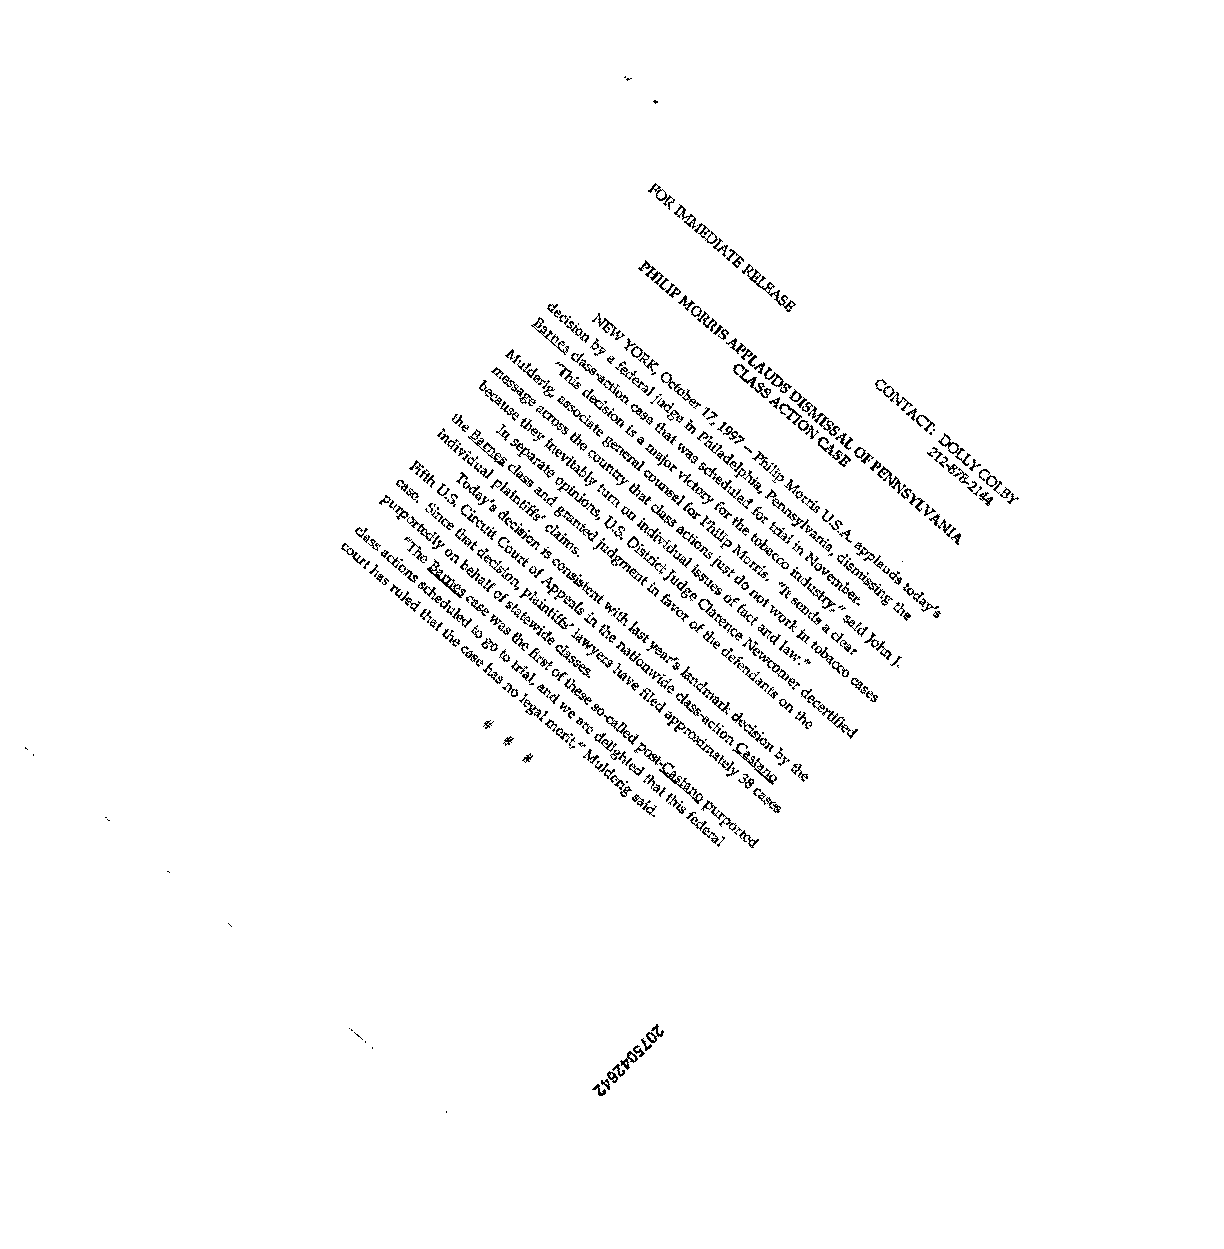 FOR IMMEDIATE RELEASE
CONTACT: DOLLY COLBY
212-878-2144
PHILIP MORRIS APPLAUDS DISMISSAL OF PENNSYLVANIA
CLASS ACTION CASE
NEW YORK, October 17, 1997 -- Philip Morris U.S.A. applauds today's
decision by a federal judge in Philadelphia, Pennsylvania, dismissing the
Barnes class-action case that was scheduled for trial in November.
"This decision is a major victory for the tobacco industry," said John J.
Mulderig, associate general counsel for Philip Morris. "It sends a clear
message across the country that class actions just do not work in tobacco cases
because they inevitably turn on individual issues of fact and law."
In separate opinions, U.S. District Judge Clarence Newcomer decertified
the Barnes class and granted judgment in favor of the defendants on the
individual plaintiffs' claims.
Today's decision is consistent with last year's landmark decision by the
Fifth U.S. Circuit Court of Appeals in the nationwide class-action Castano
case. Since that decision, plaintiffs' lawyers have filed approximately 38 cases
purportedly on behalf of statewide classes.
"The Barnes case was the first of these so-called post-Castano purported
class actions scheduled to go to trial, and we are delighted that this federal
court has ruled that the case has no legal merit," Mulderig said.
# # #
2075042642